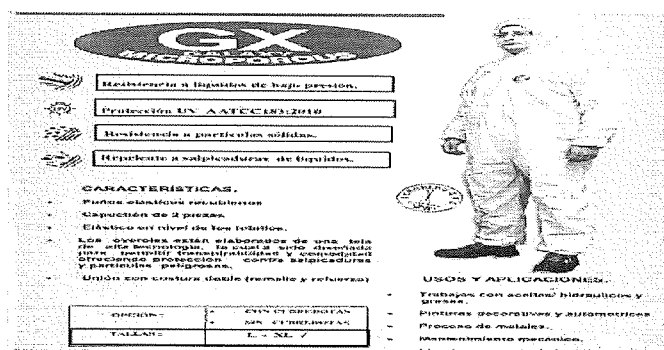 GX
MICROPOROUS
Resistencia a líquidos de baja presión.
Protección UV AATCC183:2010
Resistencia a partículas sólidas.
Repelente a salpicaduras de líquidos.
CARACTERÍSTICAS.
- Puños elásticos recubiertos
- Capuchón de 3 piezas
- Elástico en nivel de los tobillos.
- Los overoles están elaborados de una tela
de alta tecnología, la cual ha sido diseñada
para permitir transpirabilidad y comodidad
ofreciendo protección contra salpicaduras
y partículas peligrosas.
- Unión con costura doble (remalle y refuerzo)
OPCIÓN:
• CON CUBREBOTAS
• SIN CUBREBOTAS
TALLAS: L - XL /
USOS Y APLICACIONES.
- Trabajos con aceites/ hidráulicos y
grasas.
- Pinturas decorativas y automotrices
- Proceso de metales.
- Mantenimiento mecánico.